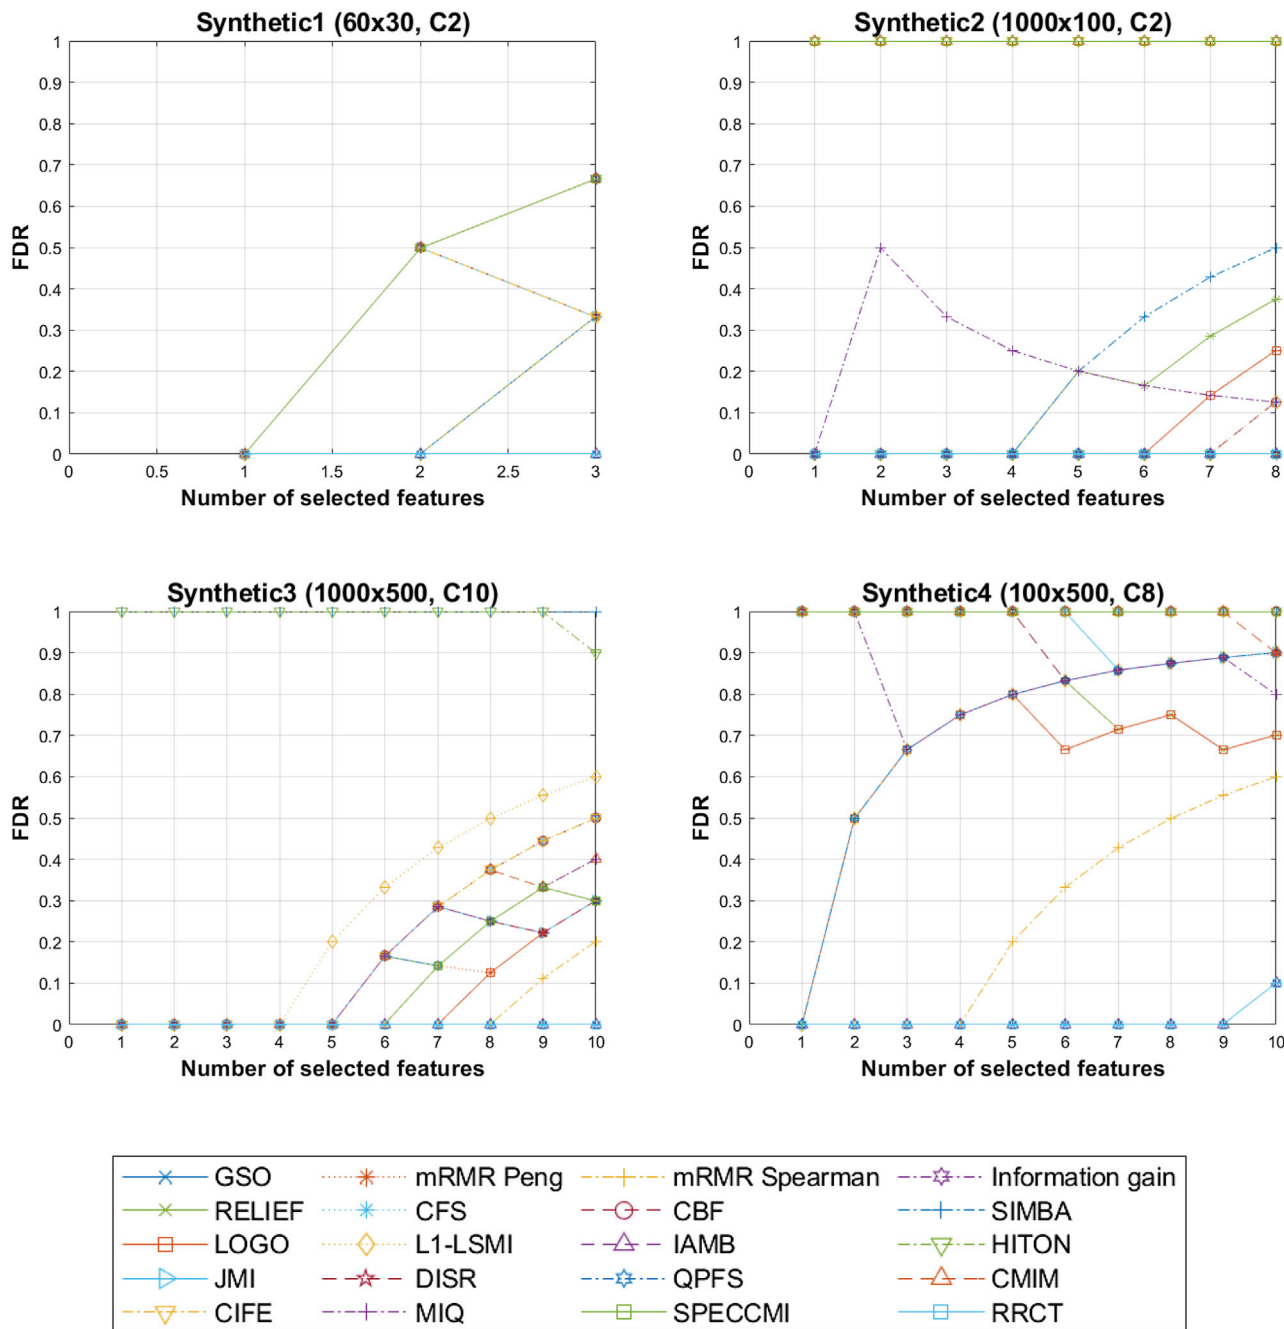 Synthetic1 (60x30, C2)
1
0.9
0.8
0.7
0.6
0.5
0.4
0.3
0.2
0.1
0
FDR
0 0.5 1 1.5 2 2.5 3
Number of selected features
Synthetic2 (1000x100, C2)
1
0.9
0.8
0.7
0.6
0.5
0.4
0.3
0.2
0.1
0
FDR
0 1 2 3 4 5 6 7 8
Number of selected features
Synthetic3 (1000x500, C10)
1
0.9
0.8
0.7
0.6
0.5
0.4
0.3
0.2
0.1
0
FDR
0 1 2 3 4 5 6 7 8 9 10
Number of selected features
Synthetic4 (100x500, C8)
1
0.9
0.8
0.7
0.6
0.5
0.4
0.3
0.2
0.1
0
FDR
0 1 2 3 4 5 6 7 8 9 10
Number of selected features
GSO mRMR Peng mRMR Spearman Information gain
RELIEF CFS CBF SIMBA
LOGO L1-LSMI IAMB HITON
JMI DISR QPFS CMIM
CIFE MIQ SPECCMI RRCT